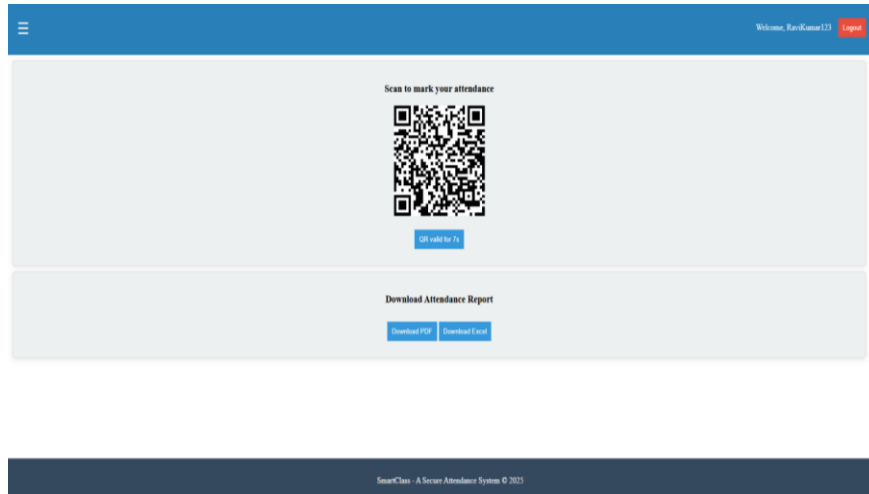 Welcome, RaviKumar123 Logout
Scan to mark your attendance
QR valid for 7s
Download Attendance Report
Download PDF Download Excel
SmartClass - A Secure Attendance System © 2025